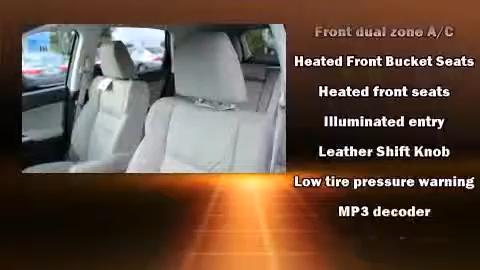 Front dual zone A/C
Heated Front Bucket Seats
Heated front seats
Illuminated entry
Leather Shift Knob
Low tire pressure warning
MP3 decoder